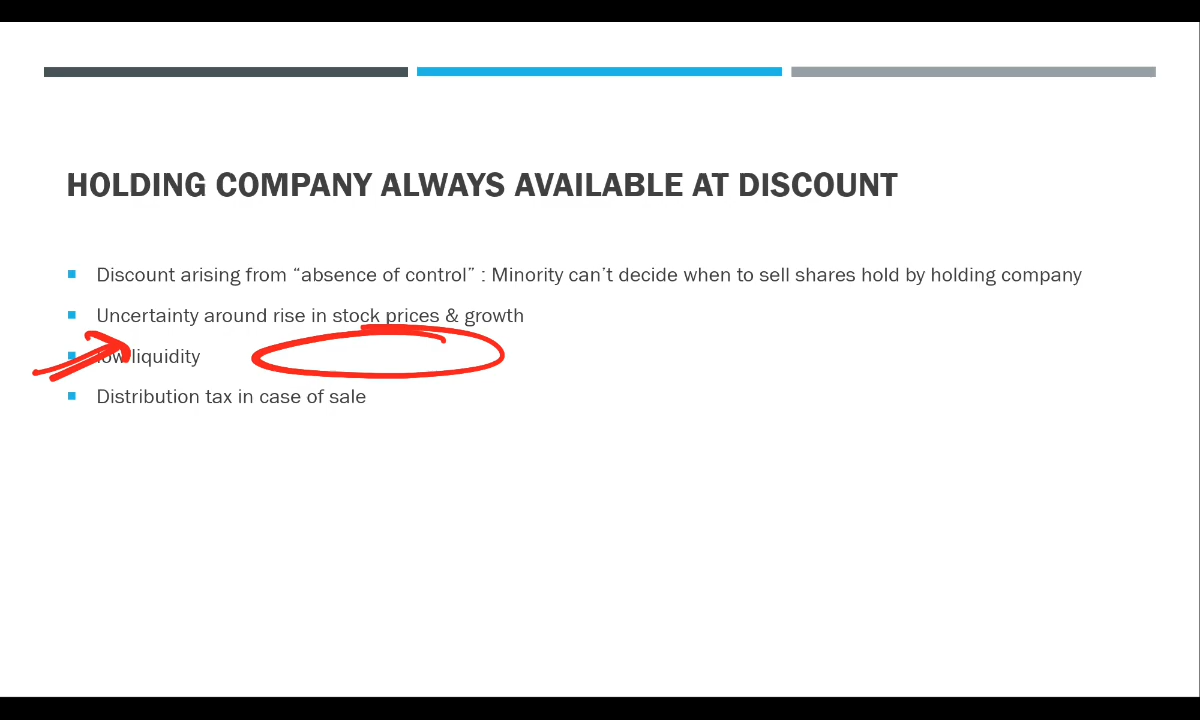 HOLDING COMPANY ALWAYS AVAILABLE AT DISCOUNT
Discount arising from “absence of control” : Minority can’t decide when to sell shares hold by holding company
Uncertainty around rise in stock prices & growth
low liquidity
Distribution tax in case of sale